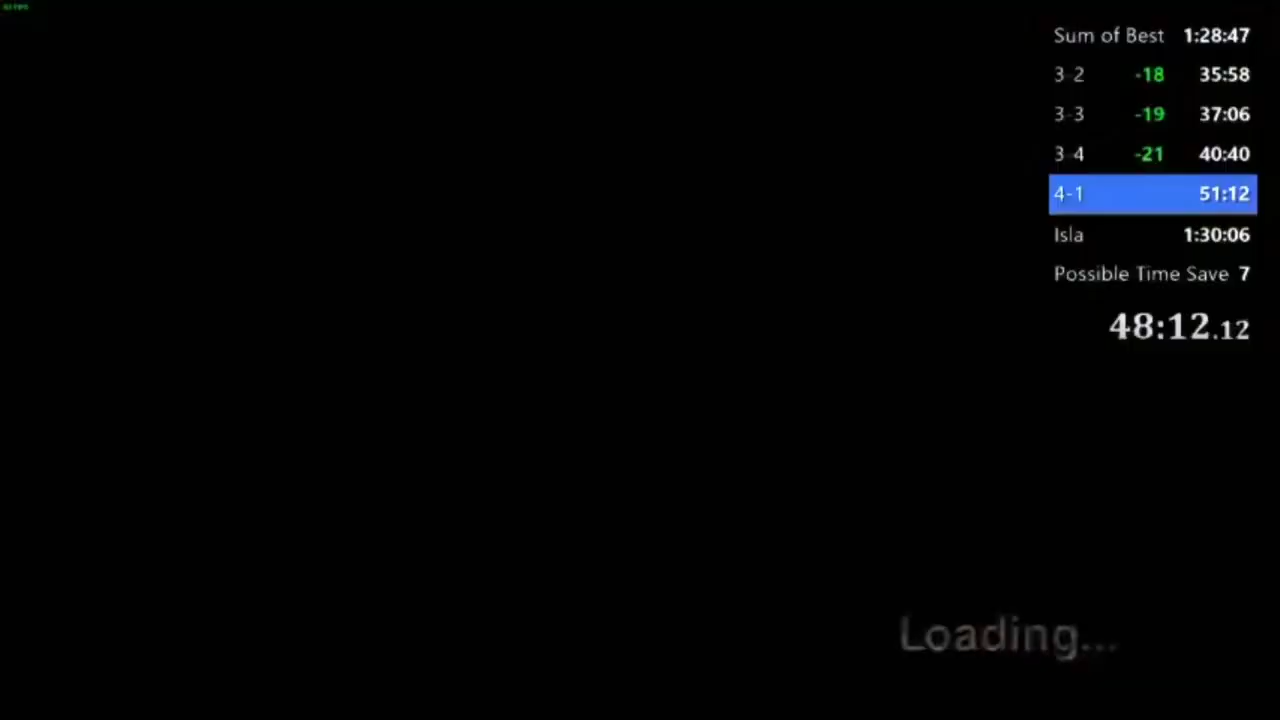 Sum of Best 1:28:47
3-2 -18 35:58
3-3 -19 37:06
3-4 -21 40:40
4-1 51:12
Isla 1:30:06
Possible Time Save 7
48:12.12
Loading...